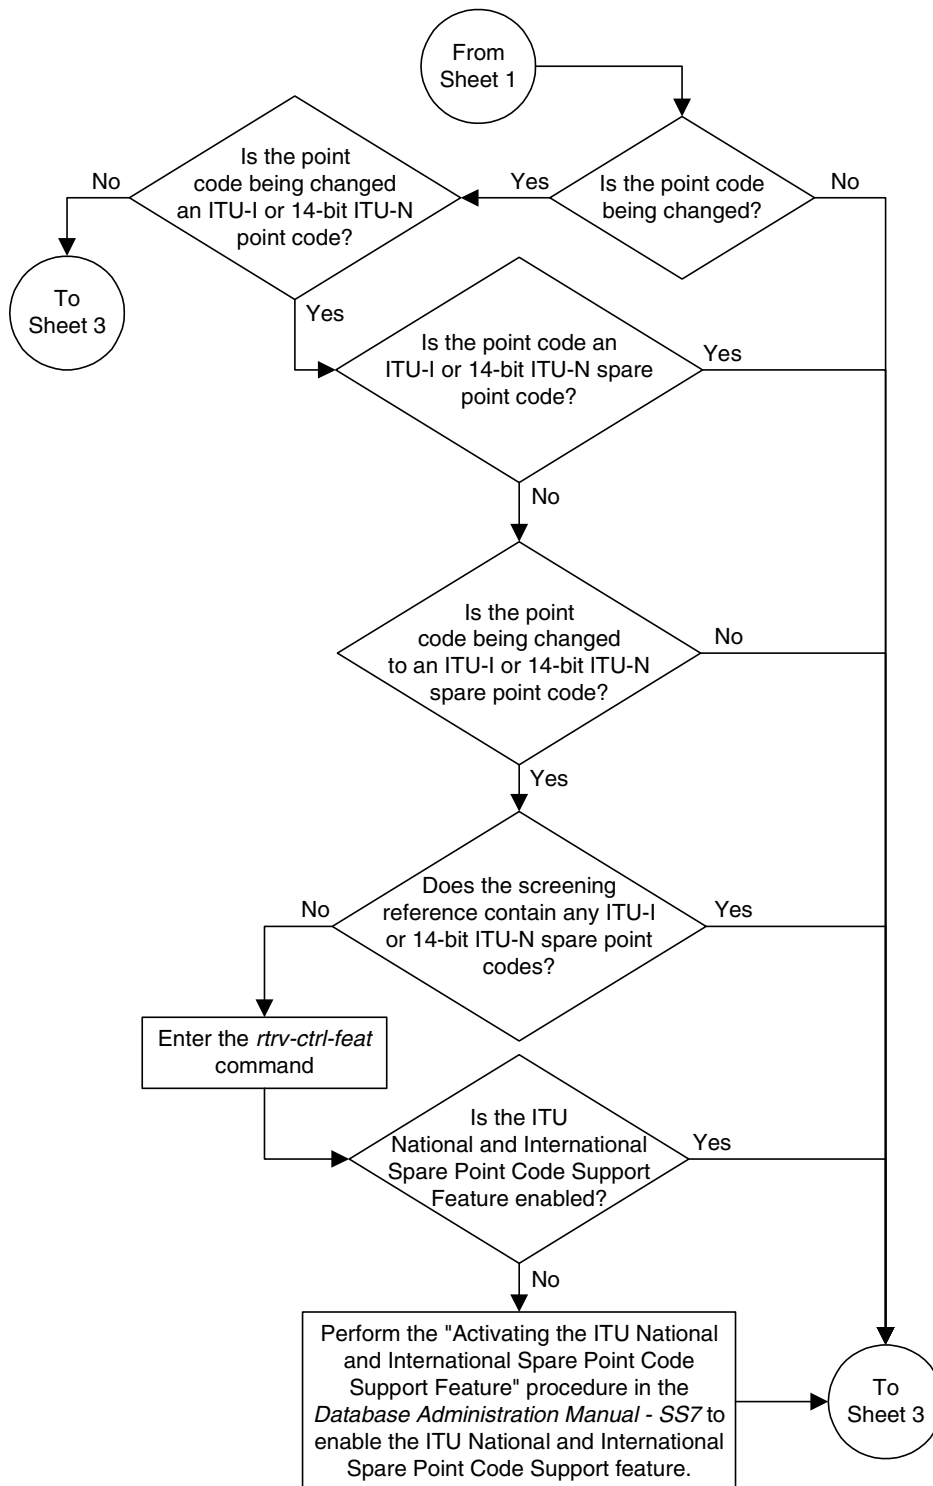 From
Sheet 1
Is the point code
being changed?
Yes
No
Is the point
code being changed
an ITU-I or 14-bit ITU-N
point code?
No
Yes
To
Sheet 3
Is the point code an
ITU-I or 14-bit ITU-N spare
point code?
Yes
No
Is the point
code being changed
to an ITU-I or 14-bit ITU-N
spare point code?
No
Yes
Does the screening
reference contain any ITU-I
or 14-bit ITU-N spare point
codes?
No
Yes
Enter the rtrv-ctrl-feat
command
Is the ITU
National and International
Spare Point Code Support
Feature enabled?
Yes
No
Perform the "Activating the ITU National
and International Spare Point Code
Support Feature" procedure in the
Database Administration Manual - SS7 to
enable the ITU National and International
Spare Point Code Support feature.
To
Sheet 3